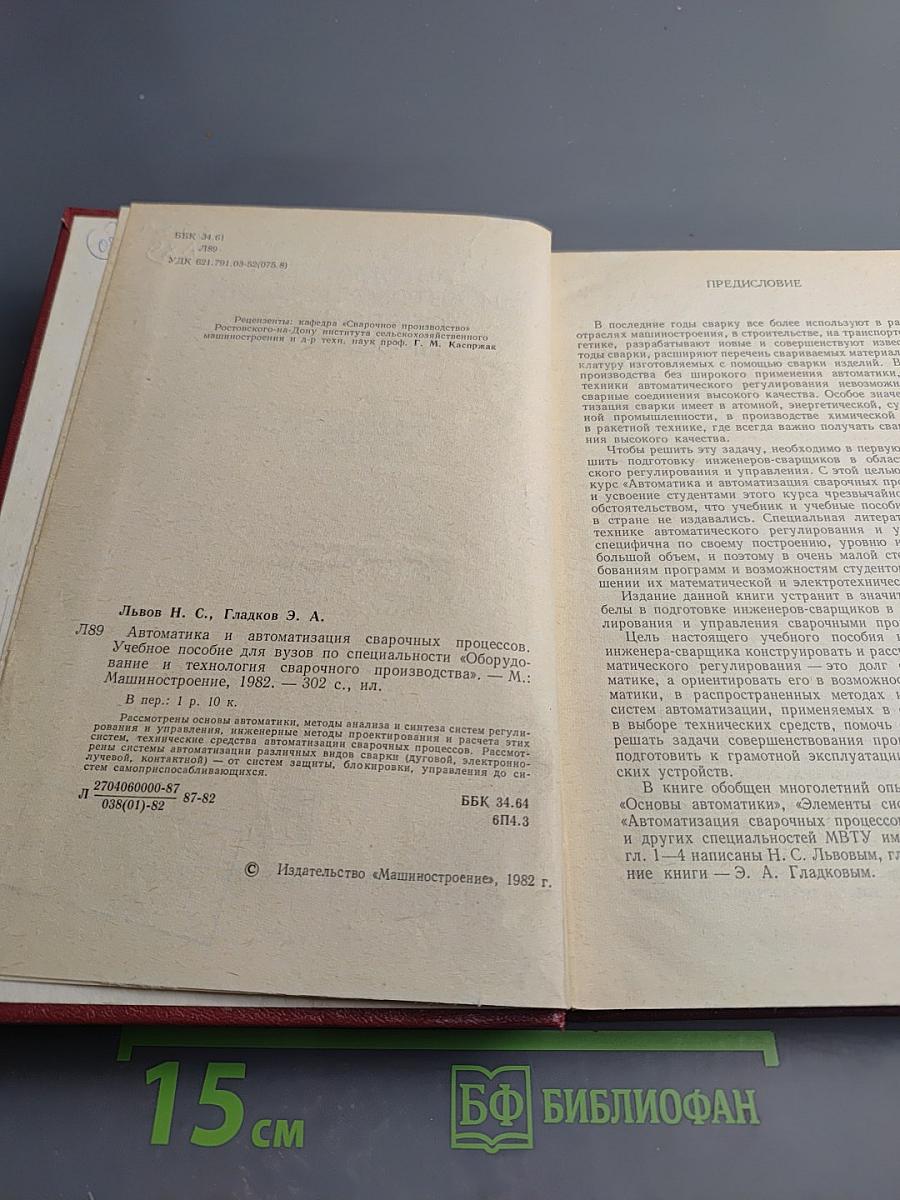 ББК 34.61
Л89
УДК 621.791.03-52(075.8)
Рецензенты: кафедра «Сварочное производство»
Ростовского-на-Дону института сельскохозяйственного
машиностроения и д-р техн. наук проф. Г. М. Каспржак
Львов Н. С., Гладков Э. А.
Л89 Автоматика и автоматизация сварочных процессов.
Учебное пособие для вузов по специальности «Оборудо-
вание и технология сварочного производства». — М.:
Машиностроение, 1982. — 302 с., ил.
В пер.: 1 р. 10 к.
Рассмотрены основы автоматики, методы анализа и синтеза систем регули-
рования и управления, инженерные методы проектирования и расчета этих
систем, технические средства автоматизации сварочных процессов. Рассмот-
рены системы автоматизации различных видов сварки (дуговой, электронно-
лучевой, контактной) — от систем защиты, блокировки, управления до си-
стем самоприспосабливающихся.
Л 2704060000-87
038(01)-82 87-82
ББК 34.64
6П4.3
© Издательство «Машиностроение», 1982 г.
ПРЕДИСЛОВИЕ
В последние годы сварку все более используют в ра
отраслях машиностроения, в строительстве, на транспорт
гетике, разрабатывают новые и совершенствуют извес
тоды сварки, расширяют перечень свариваемых материал
клатуру изготовляемых с помощью сварки изделий. В
производства без широкого применения автоматики,
техники автоматического регулирования невозможн
сварные соединения высокого качества. Особое значе
тизация сварки имеет в атомной, энергетической, су
ной промышленности, в производстве химической
в ракетной технике, где всегда важно получать сва
ния высокого качества.
Чтобы решить эту задачу, необходимо в первую
шить подготовку инженеров-сварщиков в облас
ского регулирования и управления. С этой целью
курс «Автоматика и автоматизация сварочных про
и усвоение студентами этого курса чрезвычайно
обстоятельством, что учебник и учебные пособи
в стране не издавались. Специальная литерат
технике автоматического регулирования и у
специфична по своему построению, уровню и
большой объем, и поэтому в очень малой сте
бованиям программ и возможностям студенто
шении их математической и электротехничес
Издание данной книги устранит в значит
белы в подготовке инженеров-сварщиков в
лирования и управления сварочными про
Цель настоящего учебного пособия
инженера-сварщика конструировать и рассч
матического регулирования — это долг
матике, а ориентировать его в возможнос
матики, в распространенных методах и
систем автоматизации, применяемых в
в выборе технических средств, помочь
решать задачи совершенствования про
подготовить к грамотной эксплуатации
ских устройств.
В книге обобщен многолетний опы
«Основы автоматики», «Элементы сис
«Автоматизация сварочных процессов
и других специальностей МВТУ им
гл. 1—4 написаны Н. С. Львовым, гл
ние книги — Э. А. Гладковым.
15 см
БФ БИБЛИОФАН